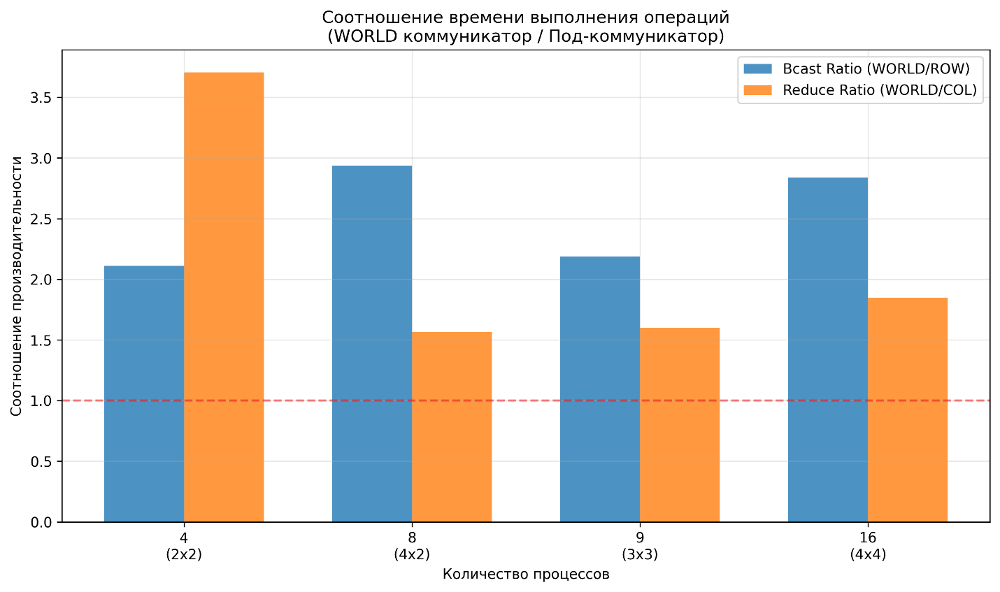 Соотношение времени выполнения операций
(WORLD коммуникатор / Под-коммуникатор)
Bcast Ratio (WORLD/ROW)
Reduce Ratio (WORLD/COL)
Соотношение производительности
3.5
3.0
2.5
2.0
1.5
1.0
0.5
0.0
4
(2x2)
8
(4x2)
9
(3x3)
16
(4x4)
Количество процессов